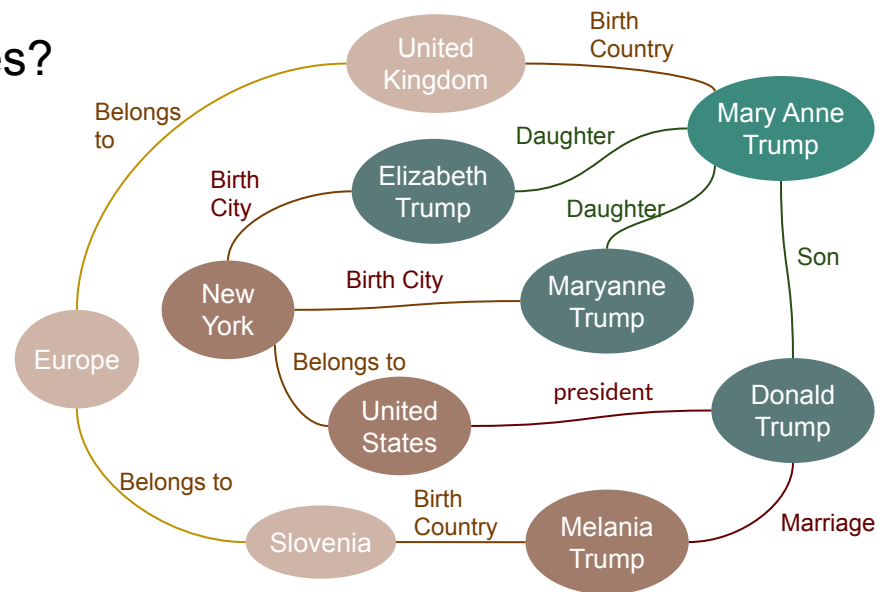 es?
United
Kingdom
Birth
Country
Mary Anne
Trump
Belongs
to
Daughter
Elizabeth
Trump
Birth
City
Daughter
Son
Birth City
Maryanne
Trump
New
York
Europe
Belongs to
president
Donald
Trump
United
States
Belongs to
Birth
Country
Slovenia
Melania
Trump
Marriage